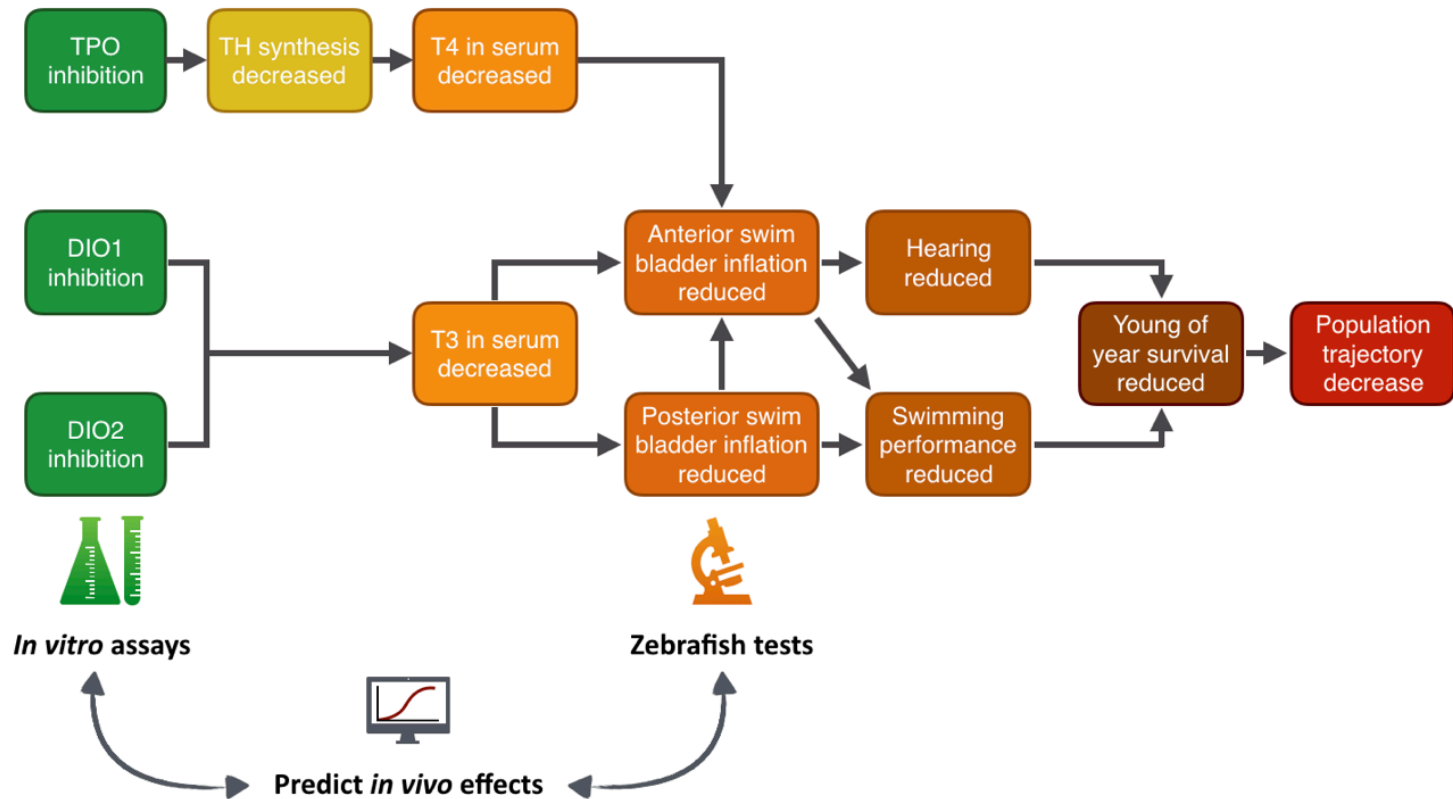 TPO
inhibition
TH synthesis
decreased
T4 in serum
decreased
DIO1
inhibition
Anterior swim
bladder inflation
reduced
Hearing
reduced
T3 in serum
decreased
Young of
year survival
reduced
Population
trajectory
decrease
DIO2
inhibition
Posterior swim
bladder inflation
reduced
Swimming
performance
reduced
In vitro assays
Zebrafish tests
Predict in vivo effects